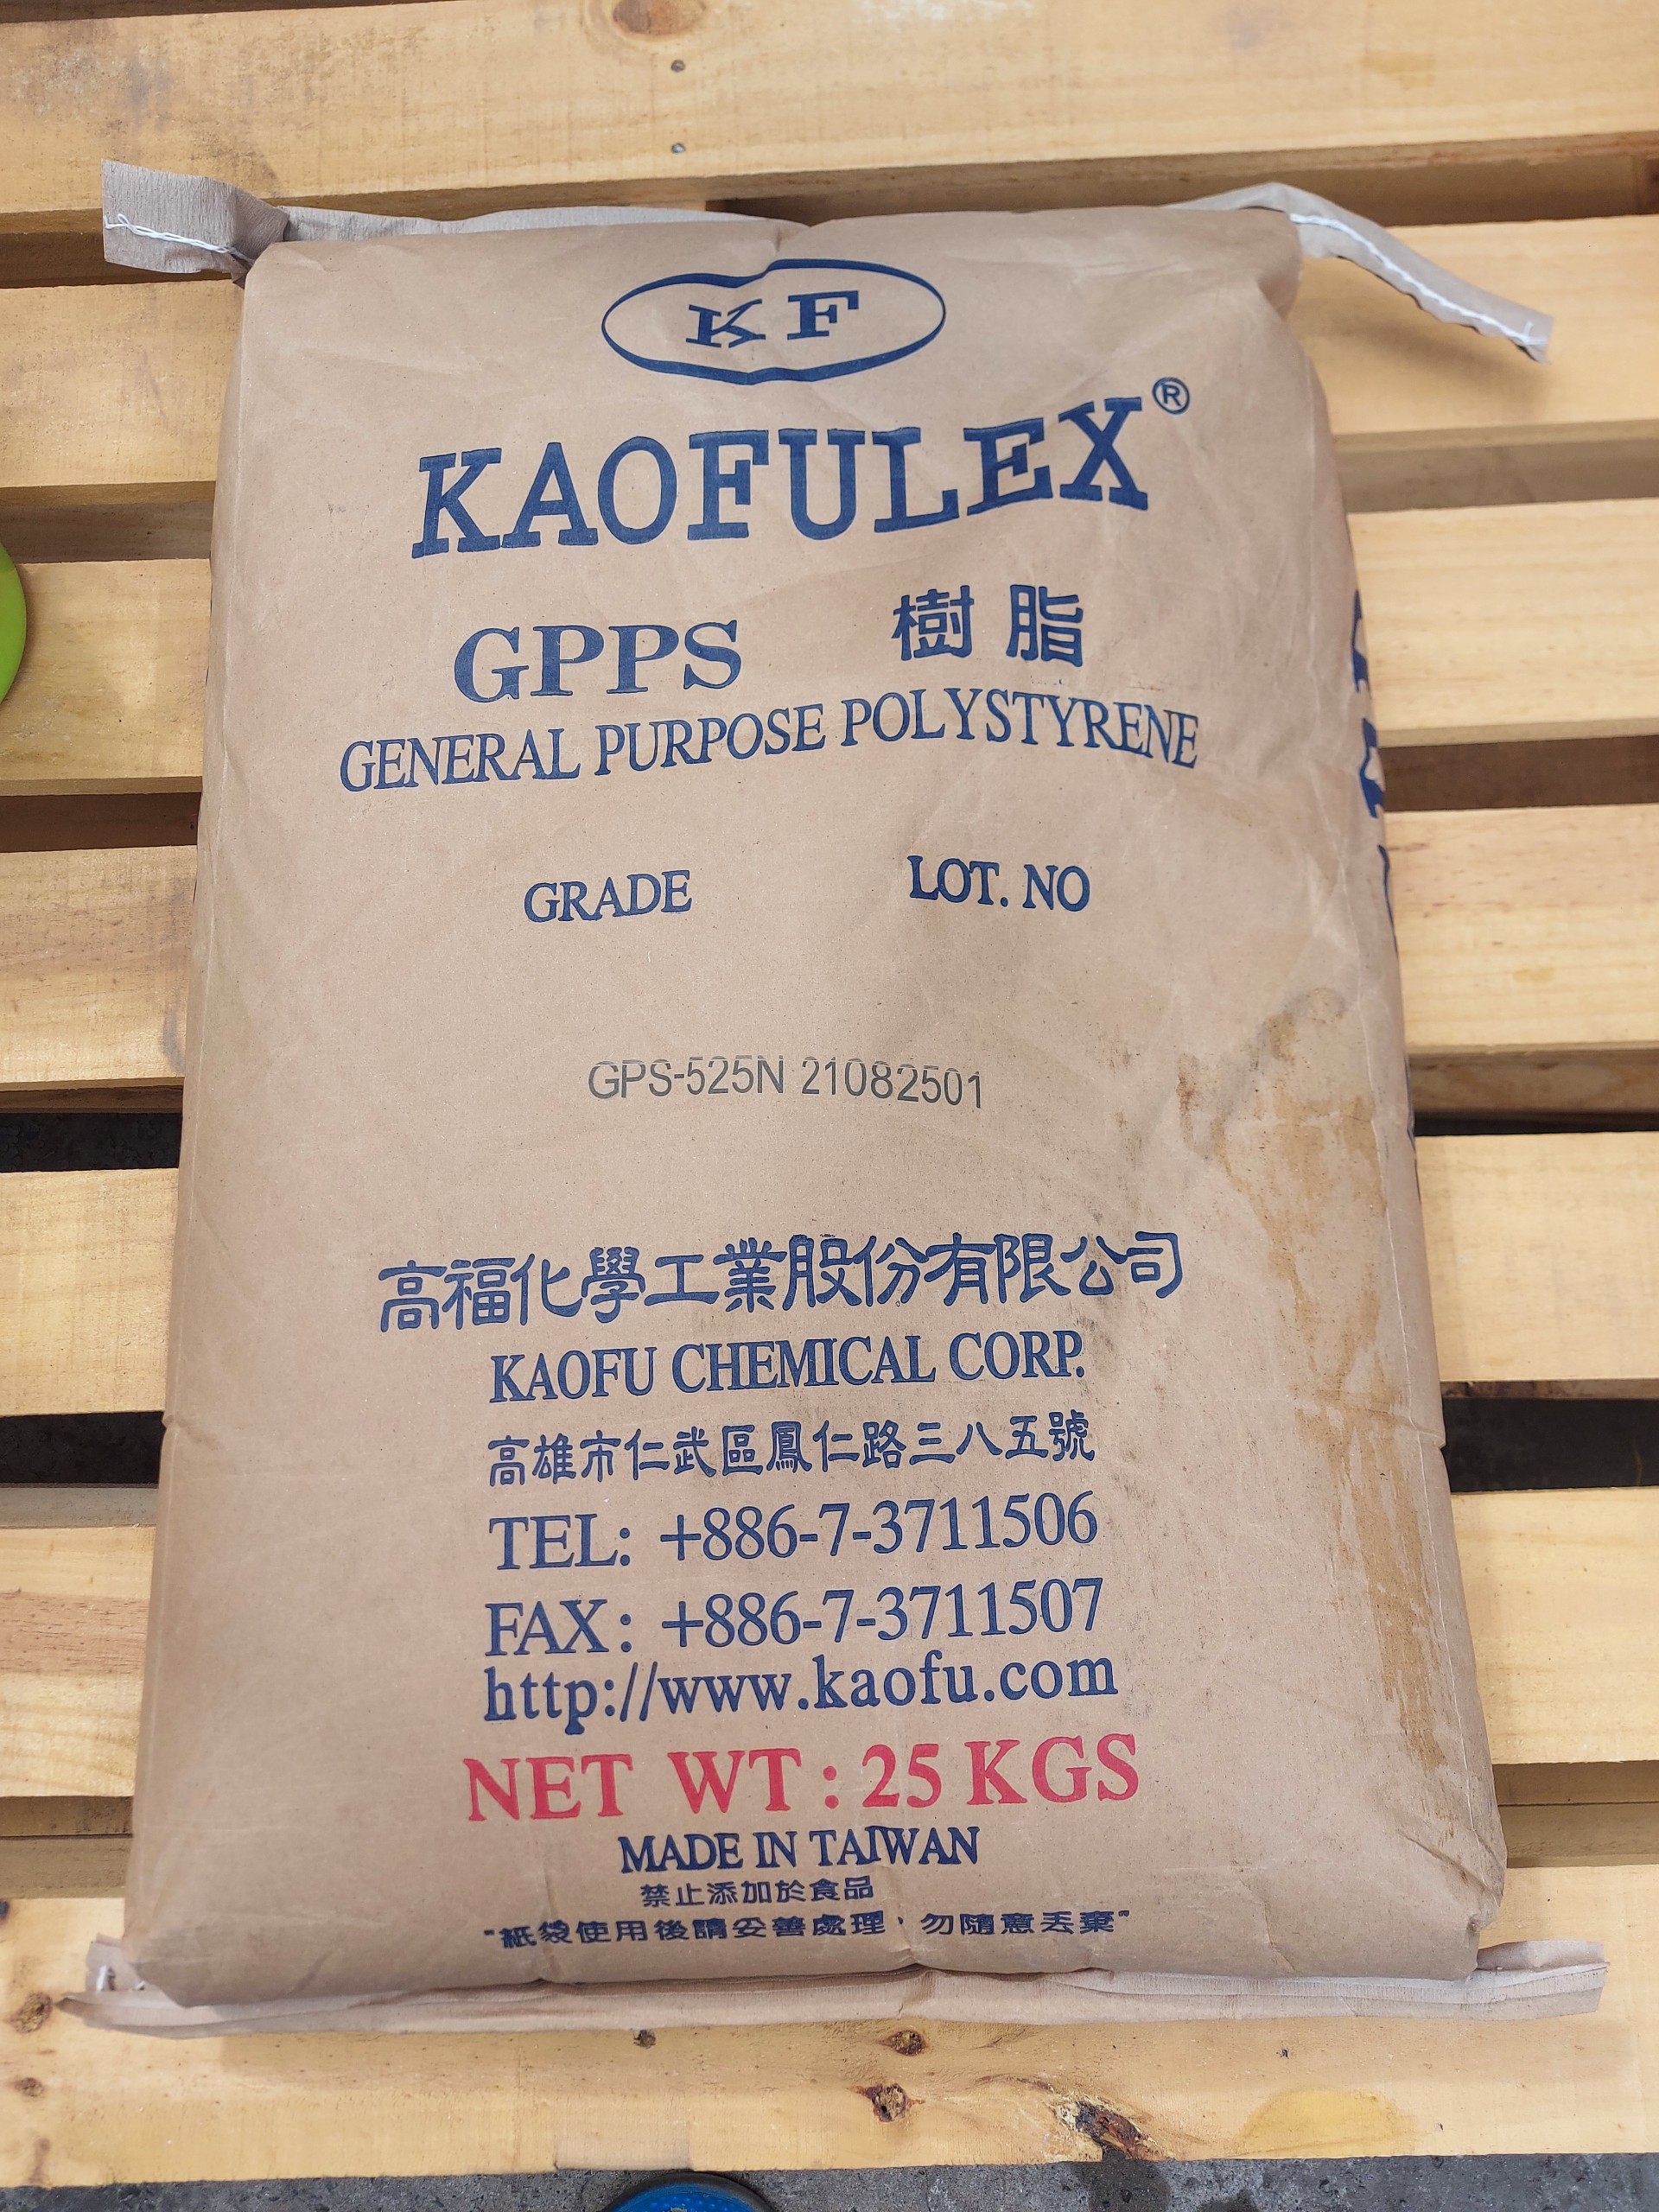 KF
KAOFULEX®
GPPS 樹脂
GENERAL PURPOSE POLYSTYRENE
GRADE LOT. NO
GPS-525N 21082501
高福化學工業股份有限公司
KAOFU CHEMICAL CORP.
高雄市仁武區鳳仁路三八五號
TEL: +886-7-3711506
FAX: +886-7-3711507
http://www.kaofu.com
NET WT: 25 KGS
MADE IN TAIWAN
禁止添加於食品
"紙袋使用後請妥善處理，勿隨意丟棄"